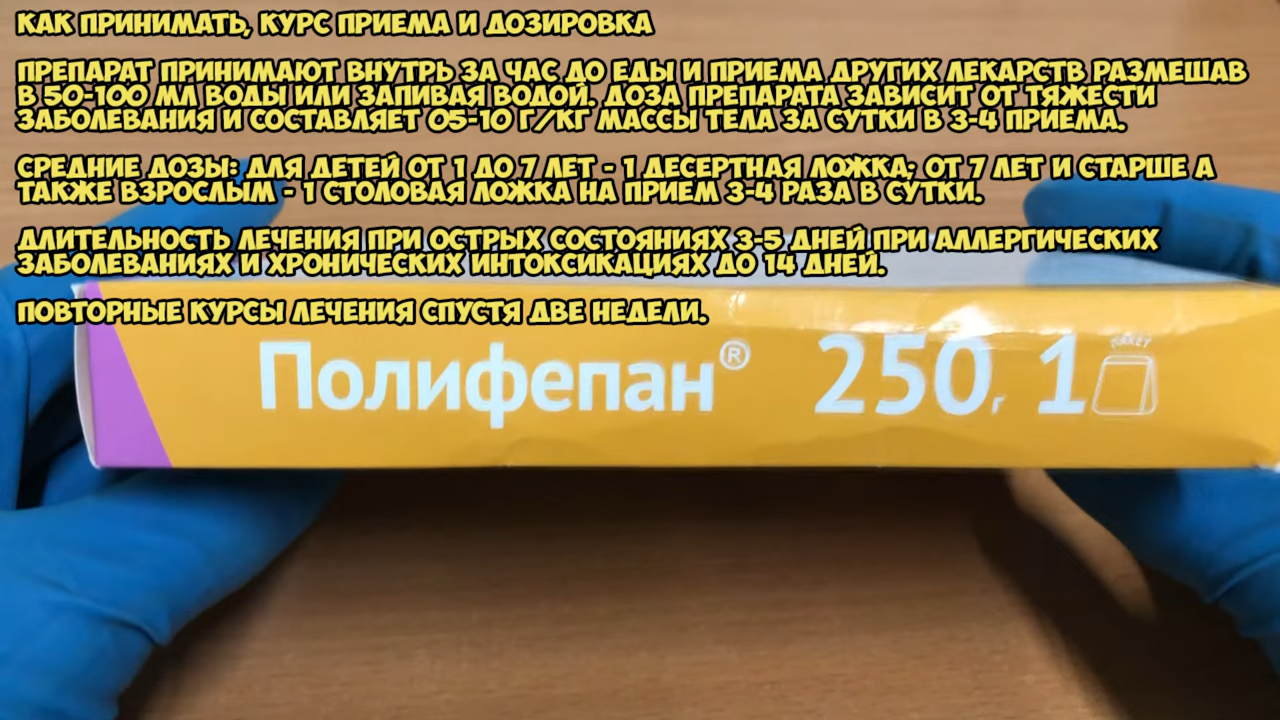 КАК ПРИНИМАТЬ, КУРС ПРИЕМА И ДОЗИРОВКА
ПРЕПАРАТ ПРИНИМАЮТ ВНУТРЬ ЗА ЧАС ДО ЕДЫ И ПРИЕМА ДРУГИХ ЛЕКАРСТВ РАЗМЕШАВ
В 50-100 МЛ ВОДЫ ИЛИ ЗАПИВАЯ ВОДОЙ. ДОЗА ПРЕПАРАТА ЗАВИСИТ ОТ ТЯЖЕСТИ
ЗАБОЛЕВАНИЯ И СОСТАВЛЯЕТ 05-10 Г/КГ МАССЫ ТЕЛА ЗА СУТКИ В 3-4 ПРИЕМА.
СРЕДНИЕ ДОЗЫ: ДЛЯ ДЕТЕЙ ОТ 1 ДО 7 ЛЕТ - 1 ДЕСЕРТНАЯ ЛОЖКА; ОТ 7 ЛЕТ И СТАРШЕ А
ТАКЖЕ ВЗРОСЛЫМ - 1 СТОЛОВАЯ ЛОЖКА НА ПРИЕМ 3-4 РАЗА В СУТКИ.
ДЛИТЕЛЬНОСТЬ ЛЕЧЕНИЯ ПРИ ОСТРЫХ СОСТОЯНИЯХ 3-5 ДНЕЙ ПРИ АЛЛЕРГИЧЕСКИХ
ЗАБОЛЕВАНИЯХ И ХРОНИЧЕСКИХ ИНТОКСИКАЦИЯХ ДО 14 ДНЕЙ.
ПОВТОРНЫЕ КУРСЫ ЛЕЧЕНИЯ СПУСТЯ ДВЕ НЕДЕЛИ.
Полифепан® 250 г 1 ПАКЕТ